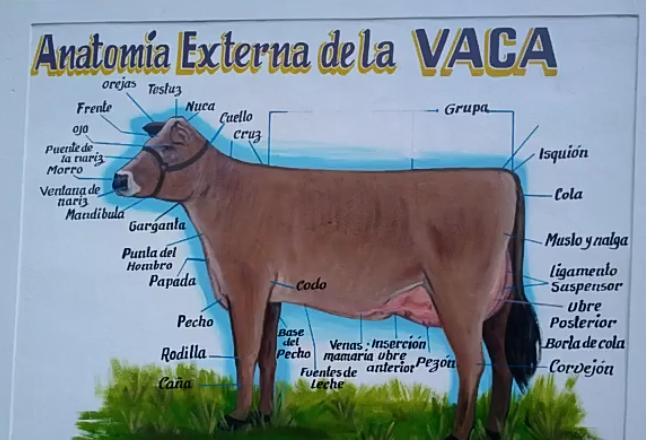 Anatomía Externa de la VACA
orejas
Testuz
Frente
Nuca
Cuello
Grupa
ojo
cruz
Puente de
la nariz
Isquión
Morro
Ventana de
nariz
Cola
Mandibula
Garganta
Musto y nalga
Punta del
Hombro
Papada
Ligamento
Suspensor
Codo
Ubre
Posterior
Pecho
Base
del
Pecho
Venas
mamaria
Inserción
ubre
anterior
Pezón
Borla de cola
Rodilla
Fuentes de
Leche
Corvejón
Caña